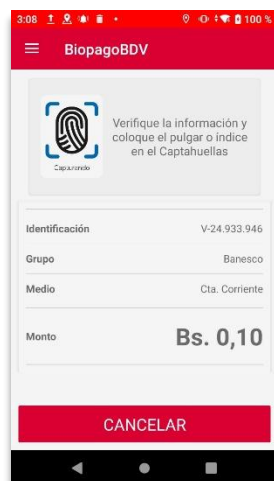 3:08 100 %
BiopagoBDV
Verifique la información y
coloque el pulgar o índice
en el Captahuellas
Capturando
Identificación V-24.933.946
Grupo Banesco
Medio Cta. Corriente
Monto Bs. 0,10
CANCELAR